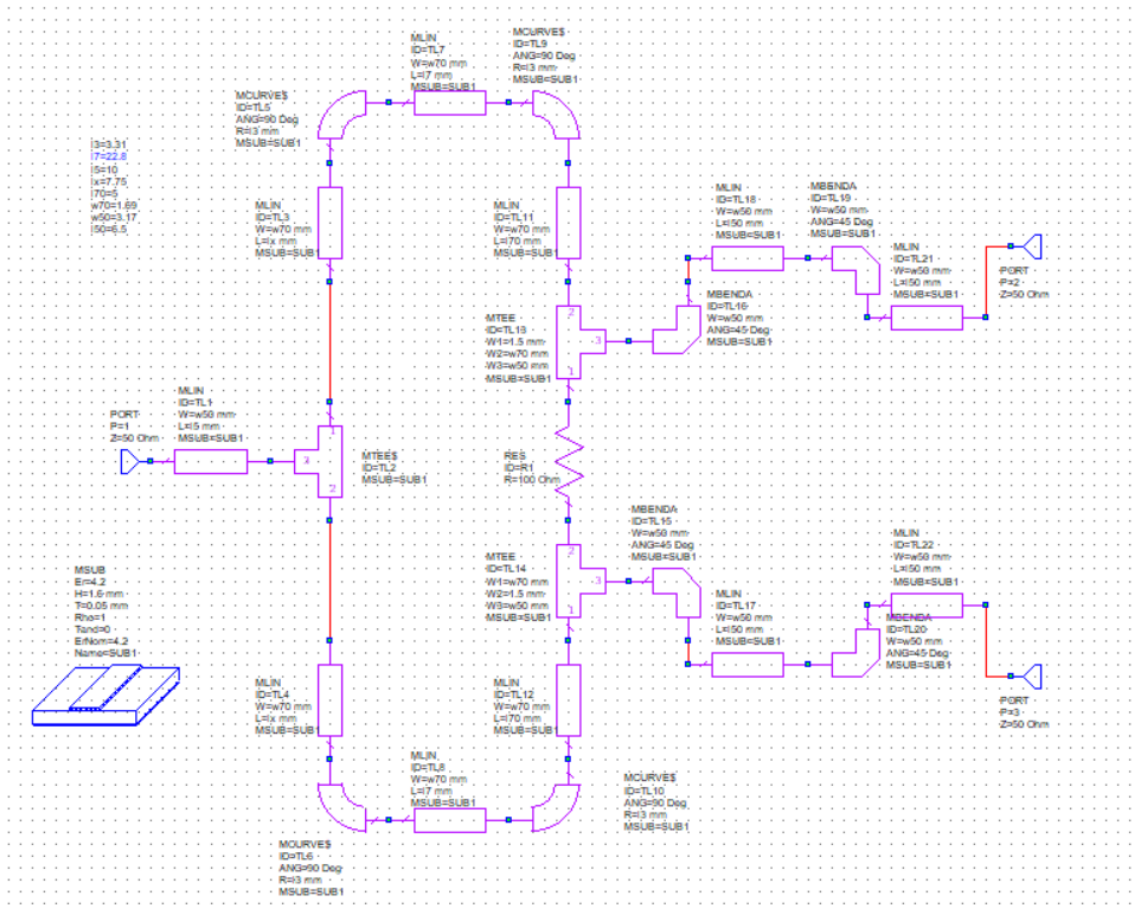 MLIN
ID=TL7
W=w70 mm
L=l7 mm
MSUB=SUB1
MCURVE$
ID=TL9
ANG=90 Deg
R=l3 mm
MSUB=SUB1
MCURVE$
ID=TL5
ANG=90 Deg
R=l3 mm
MSUB=SUB1
l3=3.31
l7=22.8
l5=10
lx=7.75
l70=5
w70=1.69
w50=3.17
l50=6.5
MLIN
ID=TL3
W=w70 mm
L=lx mm
MSUB=SUB1
MLIN
ID=TL11
W=w70 mm
L=l70 mm
MSUB=SUB1
MLIN
ID=TL18
W=w50 mm
L=l50 mm
MSUB=SUB1
MBENDA
ID=TL19
W=w50 mm
ANG=45 Deg
MSUB=SUB1
MLIN
ID=TL21
W=w50 mm
L=l50 mm
MSUB=SUB1
PORT
P=2
Z=50 Ohm
MBENDA
ID=TL16
W=w50 mm
ANG=45 Deg
MSUB=SUB1
MTEE
ID=TL13
W1=1.5 mm
W2=w70 mm
W3=w50 mm
MSUB=SUB1
2
3
1
MLIN
ID=TL1
W=w50 mm
L=l5 mm
MSUB=SUB1
PORT
P=1
Z=50 Ohm
1
3
2
MTEE$
ID=TL2
MSUB=SUB1
RES
ID=R1
R=100 Ohm
MBENDA
ID=TL15
W=w50 mm
ANG=45 Deg
MSUB=SUB1
MLIN
ID=TL22
W=w50 mm
L=l50 mm
MSUB=SUB1
MTEE
ID=TL14
W1=w70 mm
W2=1.5 mm
W3=w50 mm
MSUB=SUB1
2
3
1
MSUB
Er=4.2
H=1.6 mm
T=0.05 mm
Rho=1
Tand=0
ErNom=4.2
Name=SUB1
MLIN
ID=TL17
W=w50 mm
L=l50 mm
MSUB=SUB1
MBENDA
ID=TL20
W=w50 mm
ANG=45 Deg
MSUB=SUB1
MLIN
ID=TL4
W=w70 mm
L=lx mm
MSUB=SUB1
MLIN
ID=TL12
W=w70 mm
L=l70 mm
MSUB=SUB1
PORT
P=3
Z=50 Ohm
MLIN
ID=TL8
W=w70 mm
L=l7 mm
MSUB=SUB1
MCURVE$
ID=TL10
ANG=90 Deg
R=l3 mm
MSUB=SUB1
MCURVE$
ID=TL6
ANG=90 Deg
R=l3 mm
MSUB=SUB1